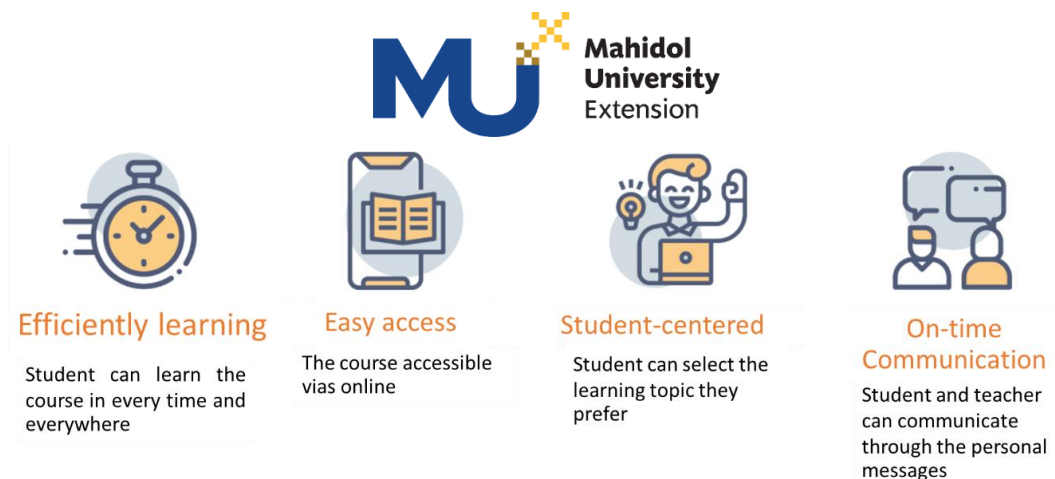 MU
Mahidol
University
Extension
Efficiently learning
Student can learn the
course in every time and
everywhere
Easy access
The course accessible
vias online
Student-centered
Student can select the
learning topic they
prefer
On-time
Communication
Student and teacher
can communicate
through the personal
messages